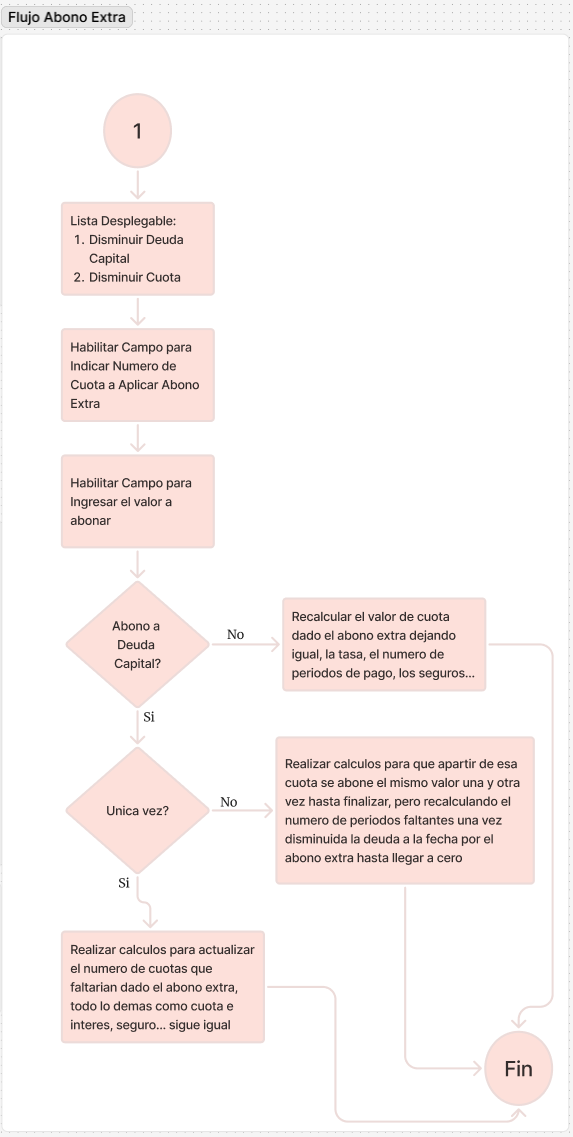 Flujo Abono Extra
1
Lista Desplegable:
1. Disminuir Deuda
Capital
2. Disminuir Cuota
Habilitar Campo para
Indicar Numero de
Cuota a Aplicar Abono
Extra
Habilitar Campo para
Ingresar el valor a
abonar
Abono a
Deuda
Capital?
No
Recalcular el valor de cuota
dado el abono extra dejando
igual, la tasa, el numero de
periodos de pago, los seguros...
Si
Unica vez?
No
Realizar calculos para que apartir de esa
cuota se abone el mismo valor una y otra
vez hasta finalizar, pero recalculando el
numero de periodos faltantes una vez
disminuida la deuda a la fecha por el
abono extra hasta llegar a cero
Si
Realizar calculos para actualizar
el numero de cuotas que
faltarian dado el abono extra,
todo lo demas como cuota e
interes, seguro... sigue igual
Fin